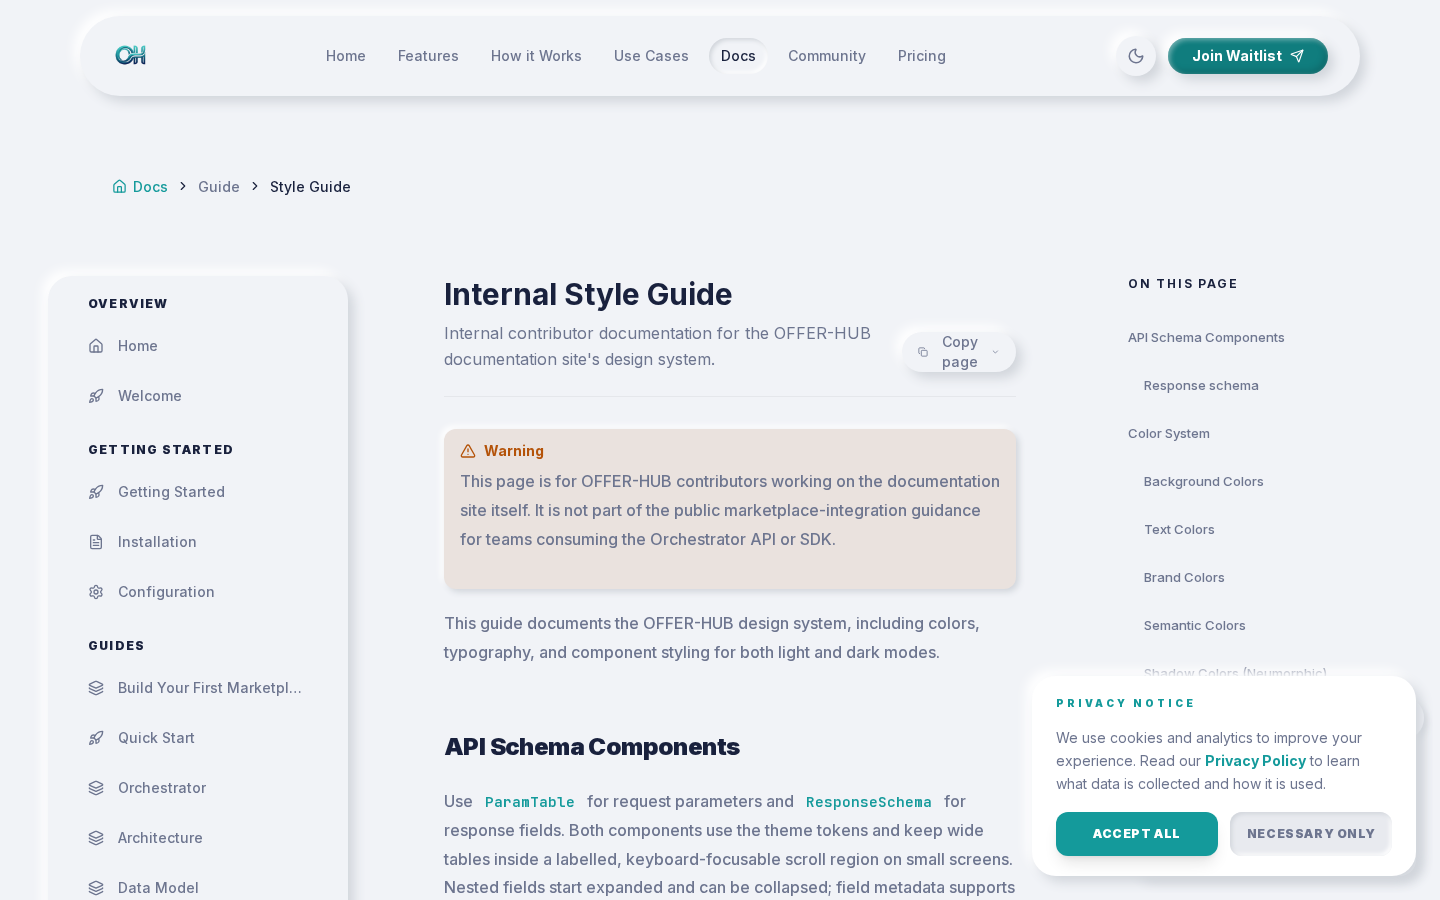 OH
Home
Features
How it Works
Use Cases
Docs
Community
Pricing
Join Waitlist
Docs
Guide
Style Guide
OVERVIEW
Home
Welcome
GETTING STARTED
Getting Started
Installation
Configuration
GUIDES
Build Your First Marketpl...
Quick Start
Orchestrator
Architecture
Data Model
Internal Style Guide
Internal contributor documentation for the OFFER-HUB
documentation site's design system.
Copy
page
Warning
This page is for OFFER-HUB contributors working on the documentation
site itself. It is not part of the public marketplace-integration guidance
for teams consuming the Orchestrator API or SDK.
This guide documents the OFFER-HUB design system, including colors,
typography, and component styling for both light and dark modes.
API Schema Components
Use ParamTable for request parameters and ResponseSchema for
response fields. Both components use the theme tokens and keep wide
tables inside a labelled, keyboard-focusable scroll region on small screens.
Nested fields start expanded and can be collapsed; field metadata supports
ON THIS PAGE
API Schema Components
Response schema
Color System
Background Colors
Text Colors
Brand Colors
Semantic Colors
Shadow Colors (Neumorphic)
PRIVACY NOTICE
We use cookies and analytics to improve your
experience. Read our Privacy Policy to learn
what data is collected and how it is used.
ACCEPT ALL
NECESSARY ONLY